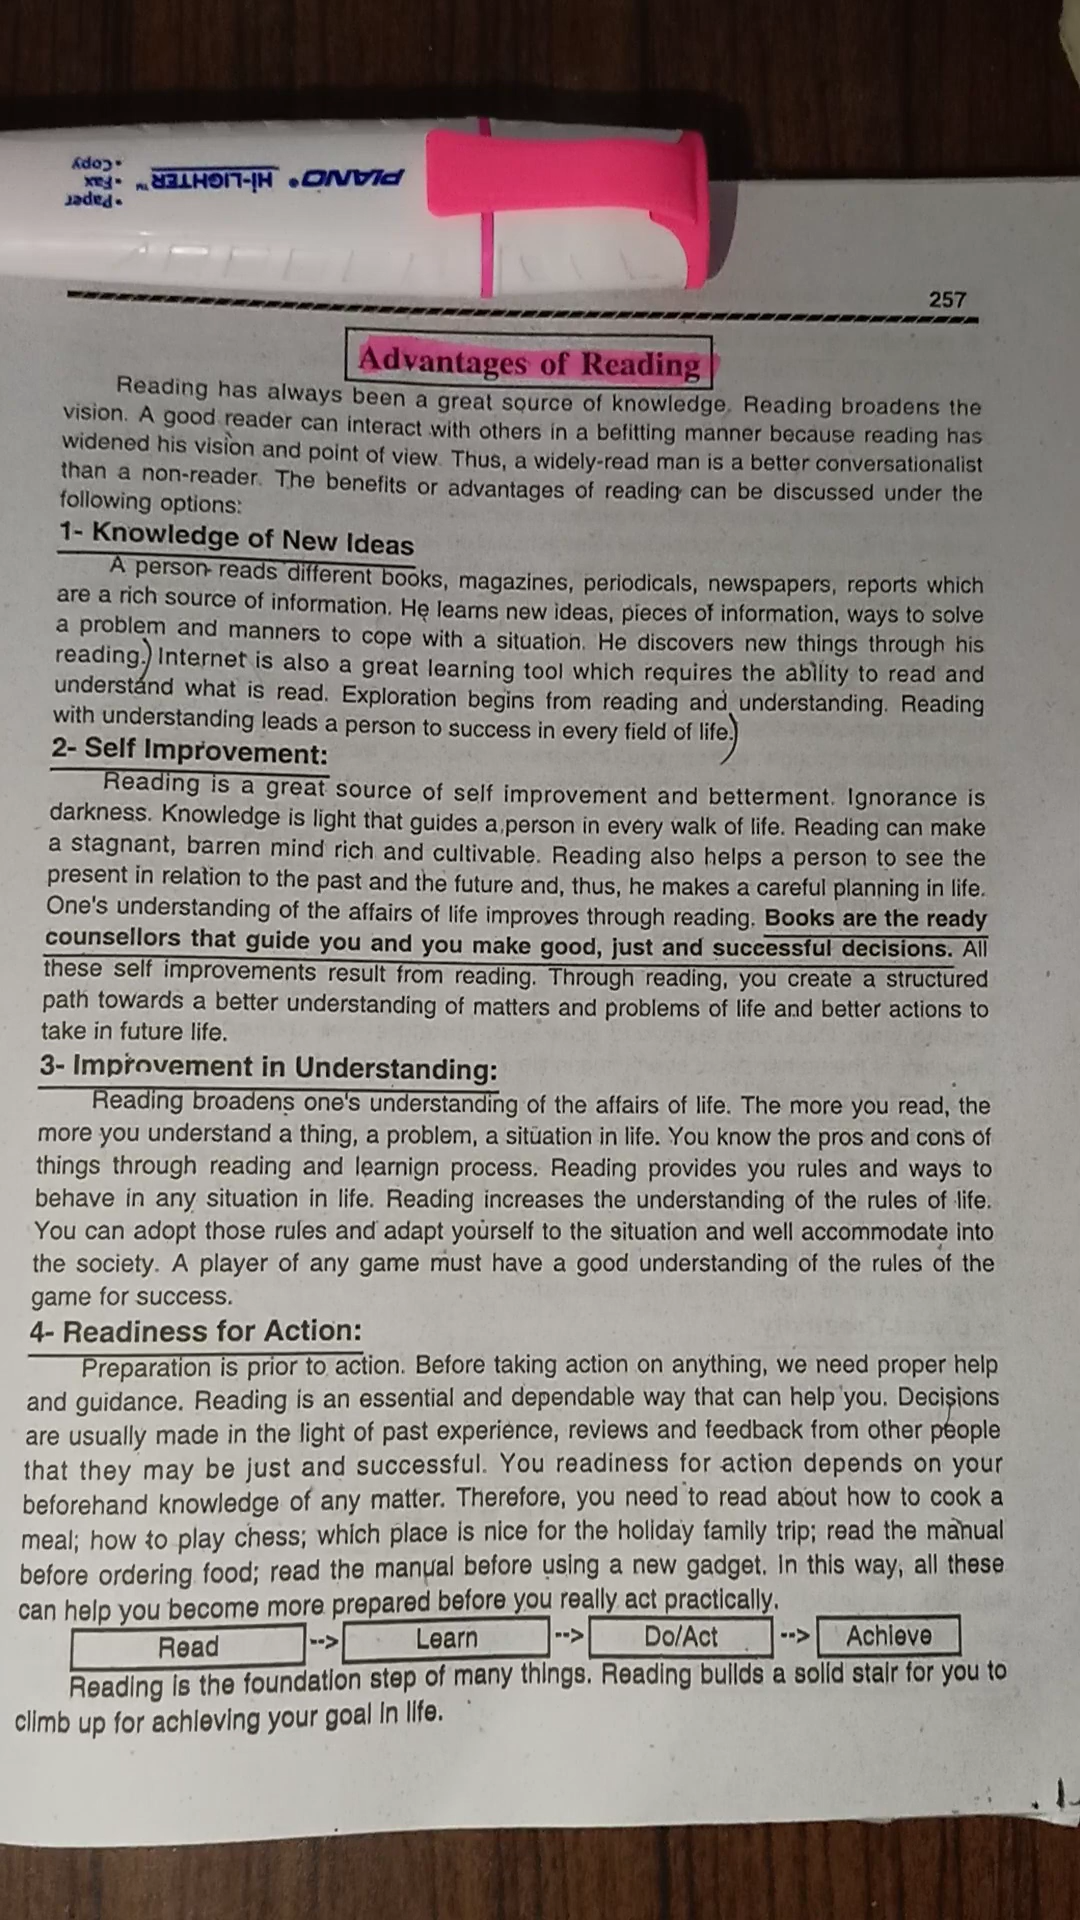 PIANO® Hi-LIGHTER™
• Paper
• Fax
• Copy
257
Advantages of Reading
Reading has always been a great source of knowledge. Reading broadens the
vision. A good reader can interact with others in a befitting manner because reading has
widened his vision and point of view. Thus, a widely-read man is a better conversationalist
than a non-reader. The benefits or advantages of reading can be discussed under the
following options:
1- Knowledge of New Ideas
A person reads different books, magazines, periodicals, newspapers, reports which
are a rich source of information. He learns new ideas, pieces of information, ways to solve
a problem and manners to cope with a situation. He discovers new things through his
reading.) Internet is also a great learning tool which requires the ability to read and
understand what is read. Exploration begins from reading and understanding. Reading
with understanding leads a person to success in every field of life.)
2- Self Improvement:
Reading is a great source of self improvement and betterment. Ignorance is
darkness. Knowledge is light that guides a person in every walk of life. Reading can make
a stagnant, barren mind rich and cultivable. Reading also helps a person to see the
present in relation to the past and the future and, thus, he makes a careful planning in life.
One's understanding of the affairs of life improves through reading. Books are the ready
counsellors that guide you and you make good, just and successful decisions. All
these self improvements result from reading. Through reading, you create a structured
path towards a better understanding of matters and problems of life and better actions to
take in future life.
3- Improvement in Understanding:
Reading broadens one's understanding of the affairs of life. The more you read, the
more you understand a thing, a problem, a situation in life. You know the pros and cons of
things through reading and learnign process. Reading provides you rules and ways to
behave in any situation in life. Reading increases the understanding of the rules of life.
You can adopt those rules and adapt yourself to the situation and well accommodate into
the society. A player of any game must have a good understanding of the rules of the
game for success.
4- Readiness for Action:
Preparation is prior to action. Before taking action on anything, we need proper help
and guidance. Reading is an essential and dependable way that can help you. Decisions
are usually made in the light of past experience, reviews and feedback from other people
that they may be just and successful. You readiness for action depends on your
beforehand knowledge of any matter. Therefore, you need to read about how to cook a
meal; how to play chess; which place is nice for the holiday family trip; read the manual
before ordering food; read the manual before using a new gadget. In this way, all these
can help you become more prepared before you really act practically.
Read --> Learn --> Do/Act --> Achieve
Reading is the foundation step of many things. Reading builds a solid stair for you to
climb up for achieving your goal in life.